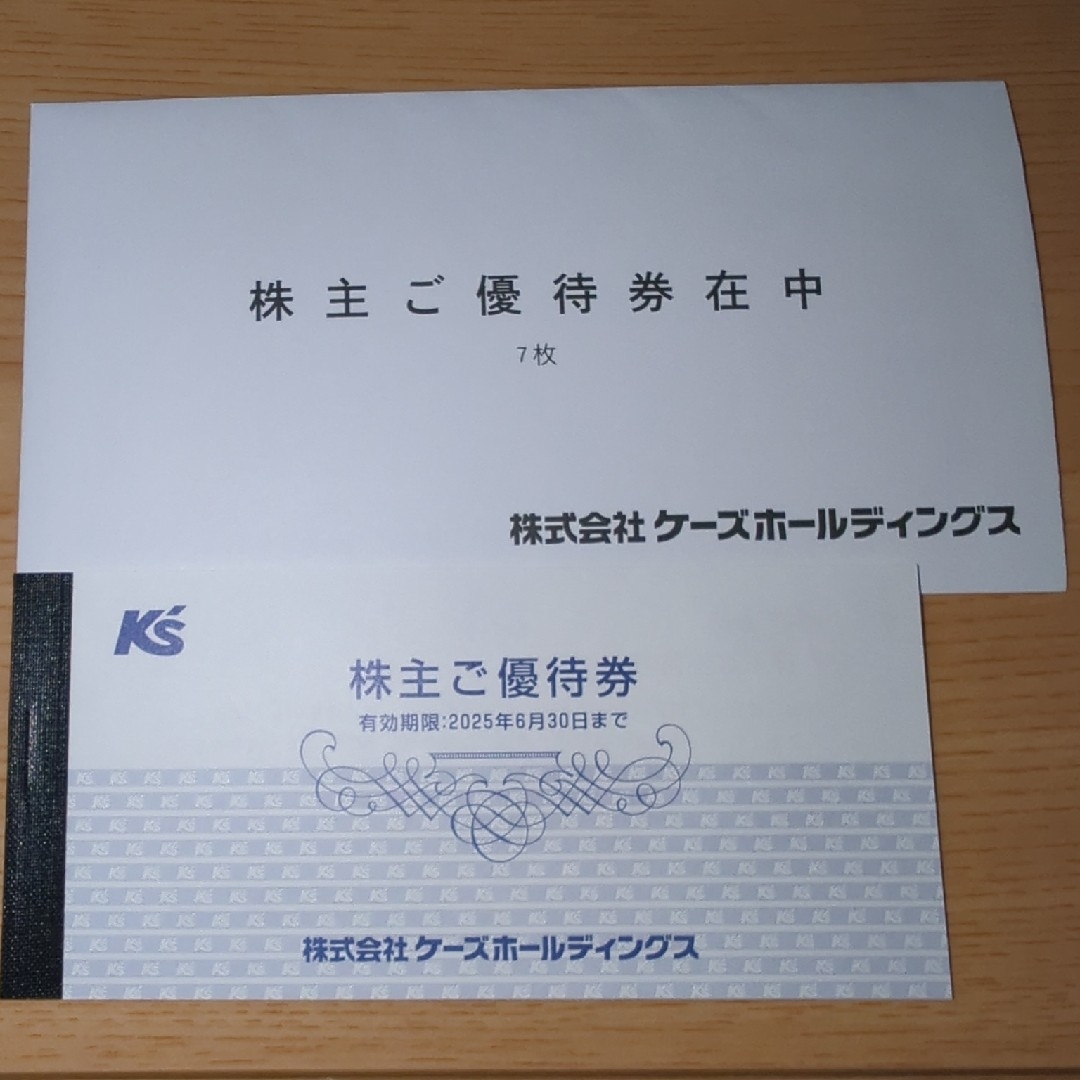 株主ご優待券在中
7枚
株式会社ケーズホールディングス
K's
株主ご優待券
有効期限:2025年6月30日まで
株式会社ケーズホールディングス